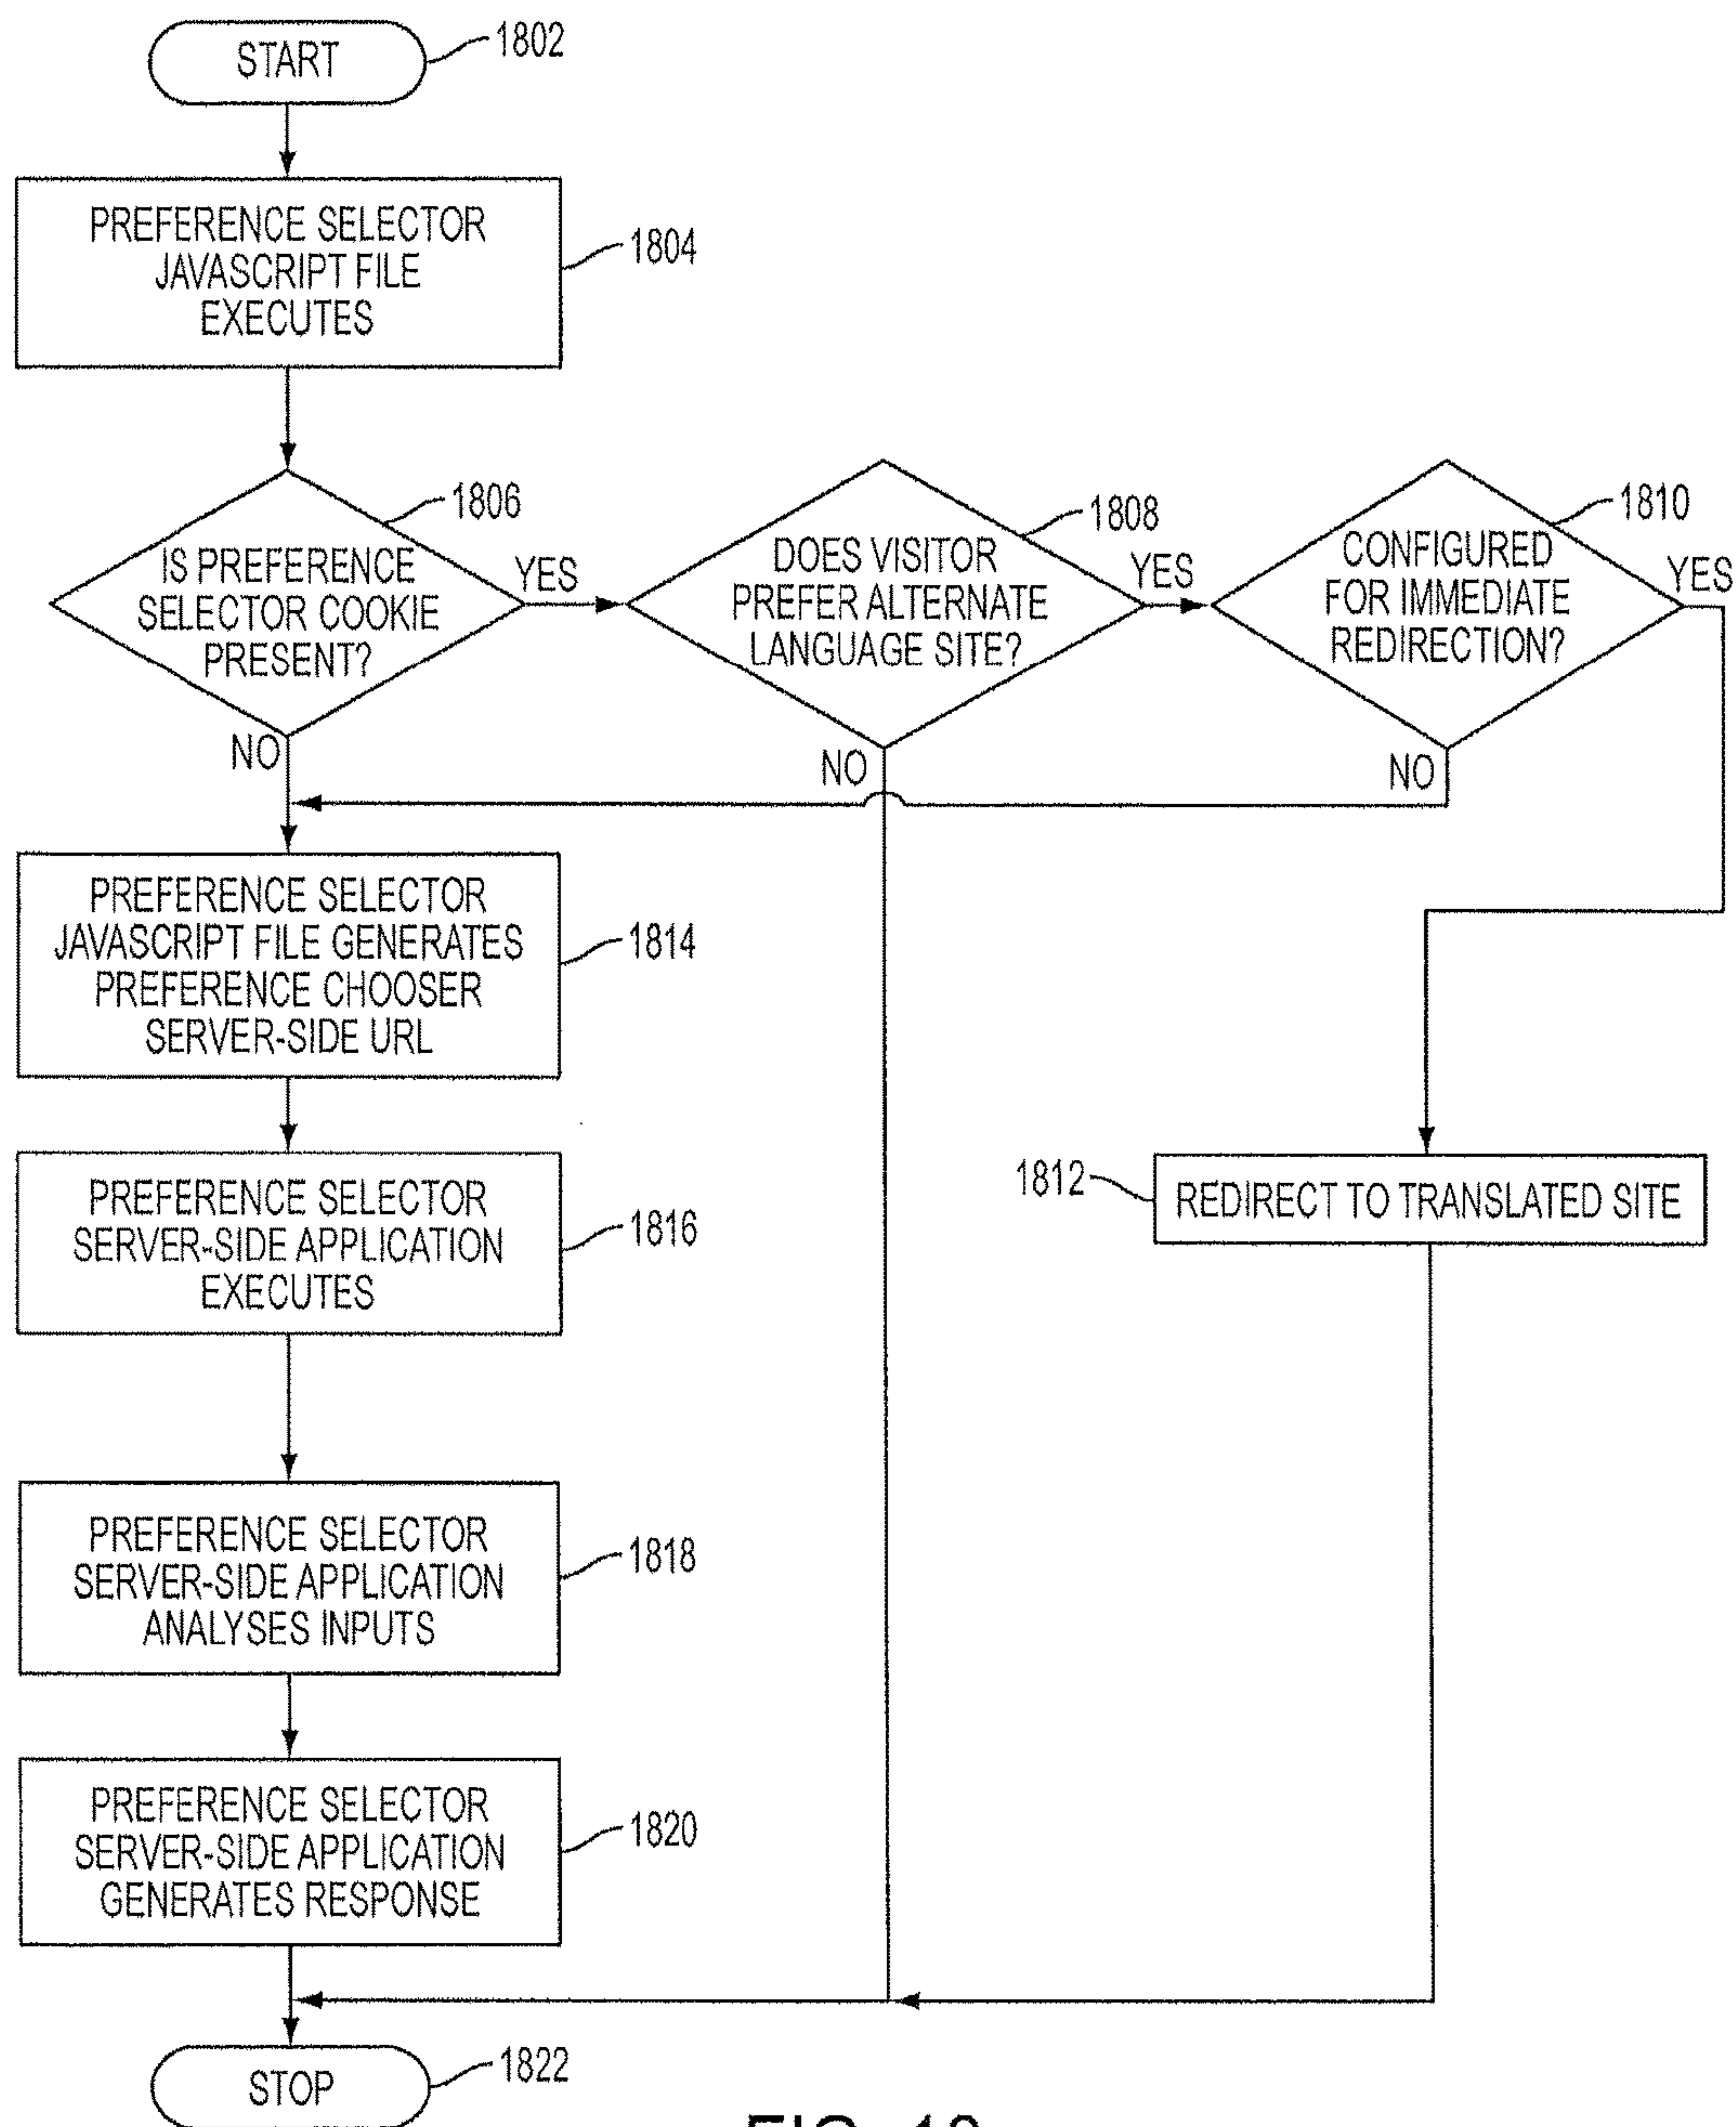 START
1802
PREFERENCE SELECTOR
JAVASCRIPT FILE
EXECUTES
1804
IS PREFERENCE
SELECTOR COOKIE
PRESENT?
1806
YES
NO
DOES VISITOR
PREFER ALTERNATE
LANGUAGE SITE?
1808
YES
NO
CONFIGURED
FOR IMMEDIATE
REDIRECTION?
1810
YES
NO
PREFERENCE SELECTOR
JAVASCRIPT FILE GENERATES
PREFERENCE CHOOSER
SERVER-SIDE URL
1814
PREFERENCE SELECTOR
SERVER-SIDE APPLICATION
EXECUTES
1816
1812
REDIRECT TO TRANSLATED SITE
PREFERENCE SELECTOR
SERVER-SIDE APPLICATION
ANALYSES INPUTS
1818
PREFERENCE SELECTOR
SERVER-SIDE APPLICATION
GENERATES RESPONSE
1820
STOP
1822